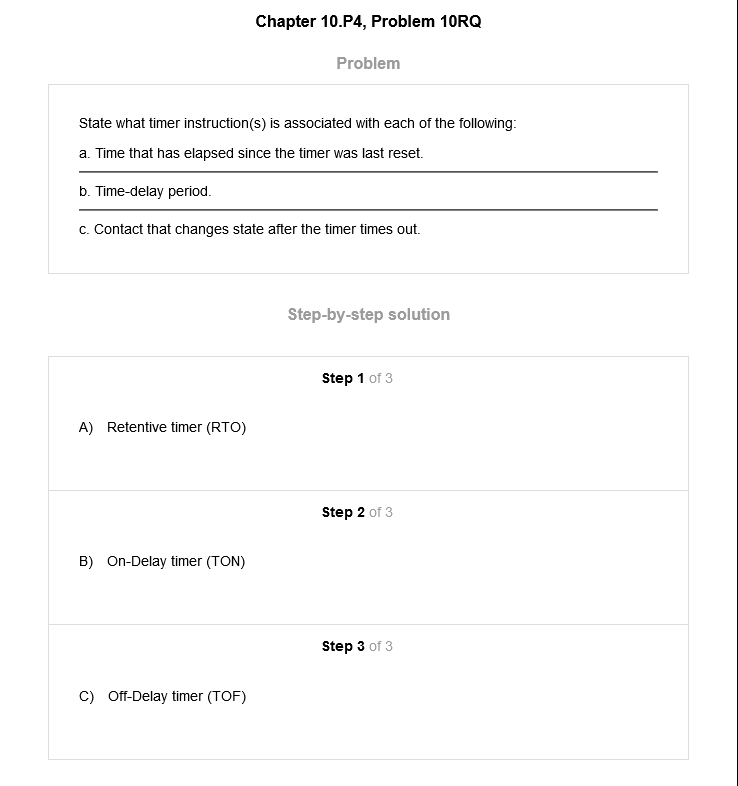 Chapter 10.P4, Problem 10RQ
Problem
State what timer instruction(s) is associated with each of the following:
a. Time that has elapsed since the timer was last reset.
b. Time-delay period.
c. Contact that changes state after the timer times out.
Step-by-step solution
Step 1 of 3
A) Retentive timer (RTO)
Step 2 of 3
B) On-Delay timer (TON)
Step 3 of 3
C) Off-Delay timer (TOF)